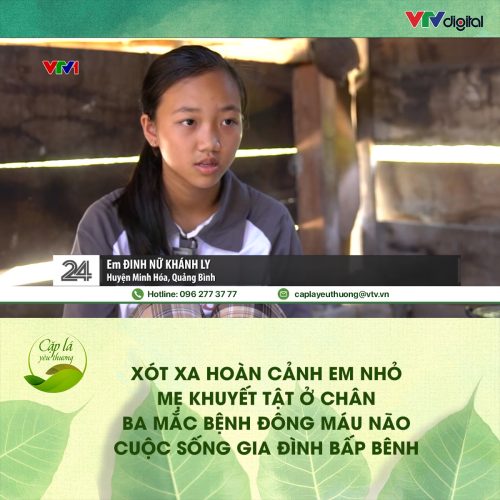 VTVdigital
VTV1
24
Em ĐINH NỮ KHÁNH LY
Huyện Minh Hóa, Quảng Bình
Hotline: 096 277 37 77
caplayeuthuong@vtv.vn
Cặp lá
yêu thương
XÓT XA HOÀN CẢNH EM NHỎ
MẸ KHUYẾT TẬT Ở CHÂN
BA MẮC BỆNH ĐÔNG MÁU NÃO
CUỘC SỐNG GIA ĐÌNH BẤP BÊNH